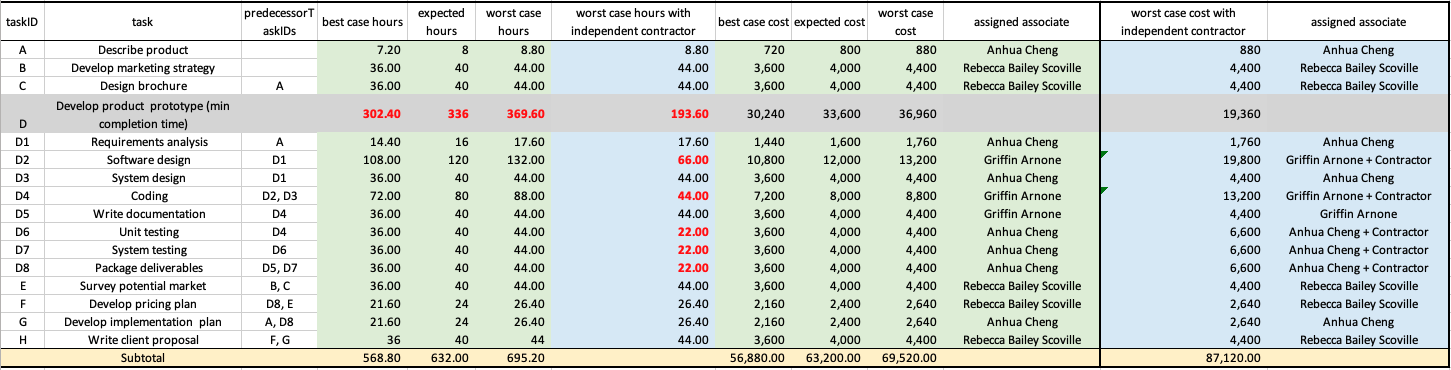 taskID | task | predecessorTaskIDs | best case hours | expected hours | worst case hours | worst case hours with independent contractor | best case cost | expected cost | worst case cost | assigned associate | worst case cost with independent contractor | assigned associate
A | Describe product | | 7.20 | 8 | 8.80 | 8.80 | 720 | 800 | 880 | Anhua Cheng | 880 | Anhua Cheng
B | Develop marketing strategy | | 36.00 | 40 | 44.00 | 44.00 | 3,600 | 4,000 | 4,400 | Rebecca Bailey Scoville | 4,400 | Rebecca Bailey Scoville
C | Design brochure | A | 36.00 | 40 | 44.00 | 44.00 | 3,600 | 4,000 | 4,400 | Rebecca Bailey Scoville | 4,400 | Rebecca Bailey Scoville
D | Develop product prototype (min completion time) | | 302.40 | 336 | 369.60 | 193.60 | 30,240 | 33,600 | 36,960 | | 19,360 |
D1 | Requirements analysis | A | 14.40 | 16 | 17.60 | 17.60 | 1,440 | 1,600 | 1,760 | Anhua Cheng | 1,760 | Anhua Cheng
D2 | Software design | D1 | 108.00 | 120 | 132.00 | 66.00 | 10,800 | 12,000 | 13,200 | Griffin Arnone | 19,800 | Griffin Arnone + Contractor
D3 | System design | D1 | 36.00 | 40 | 44.00 | 44.00 | 3,600 | 4,000 | 4,400 | Anhua Cheng | 4,400 | Anhua Cheng
D4 | Coding | D2, D3 | 72.00 | 80 | 88.00 | 44.00 | 7,200 | 8,000 | 8,800 | Griffin Arnone | 13,200 | Griffin Arnone + Contractor
D5 | Write documentation | D4 | 36.00 | 40 | 44.00 | 44.00 | 3,600 | 4,000 | 4,400 | Griffin Arnone | 4,400 | Griffin Arnone
D6 | Unit testing | D4 | 36.00 | 40 | 44.00 | 22.00 | 3,600 | 4,000 | 4,400 | Anhua Cheng | 6,600 | Anhua Cheng + Contractor
D7 | System testing | D6 | 36.00 | 40 | 44.00 | 22.00 | 3,600 | 4,000 | 4,400 | Anhua Cheng | 6,600 | Anhua Cheng + Contractor
D8 | Package deliverables | D5, D7 | 36.00 | 40 | 44.00 | 22.00 | 3,600 | 4,000 | 4,400 | Anhua Cheng | 6,600 | Anhua Cheng + Contractor
E | Survey potential market | B, C | 36.00 | 40 | 44.00 | 44.00 | 3,600 | 4,000 | 4,400 | Rebecca Bailey Scoville | 4,400 | Rebecca Bailey Scoville
F | Develop pricing plan | D8, E | 21.60 | 24 | 26.40 | 26.40 | 2,160 | 2,400 | 2,640 | Rebecca Bailey Scoville | 2,640 | Rebecca Bailey Scoville
G | Develop implementation plan | A, D8 | 21.60 | 24 | 26.40 | 26.40 | 2,160 | 2,400 | 2,640 | Anhua Cheng | 2,640 | Anhua Cheng
H | Write client proposal | F, G | 36 | 40 | 44 | 44.00 | 3,600 | 4,000 | 4,400 | Rebecca Bailey Scoville | 4,400 | Rebecca Bailey Scoville
Subtotal | 568.80 | 632.00 | 695.20 | | 56,880.00 | 63,200.00 | 69,520.00 | | 87,120.00